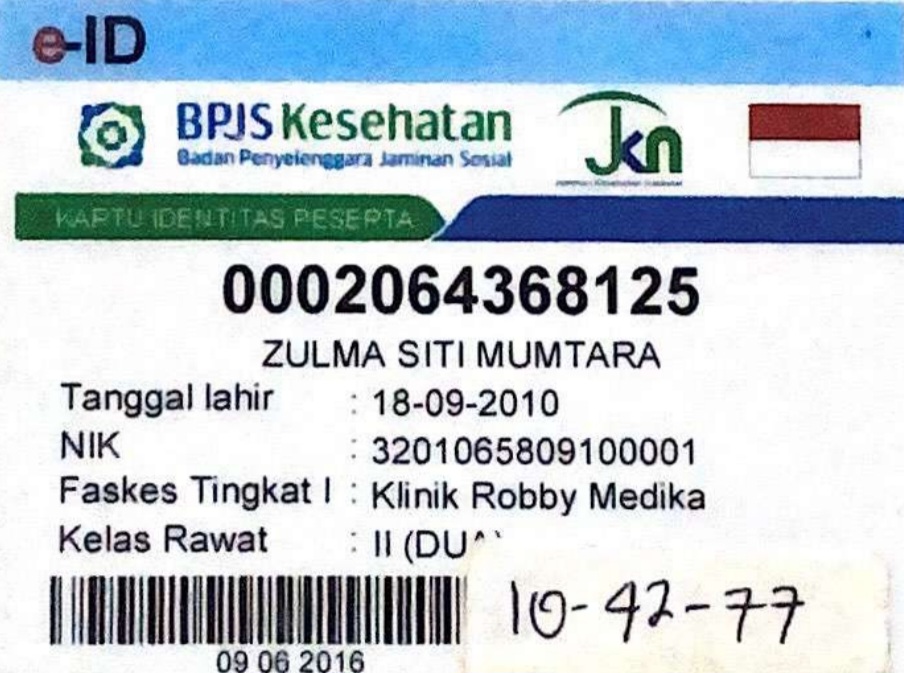 e-ID
BPJS Kesehatan
Badan Penyelenggara Jaminan Sosial
JKN
KARTU IDENTITAS PESERTA
0002064368125
ZULMA SITI MUMTARA
Tanggal lahir : 18-09-2010
NIK : 3201065809100001
Faskes Tingkat I : Klinik Robby Medika
Kelas Rawat : II (DUA
10-42-77
09 06 2016